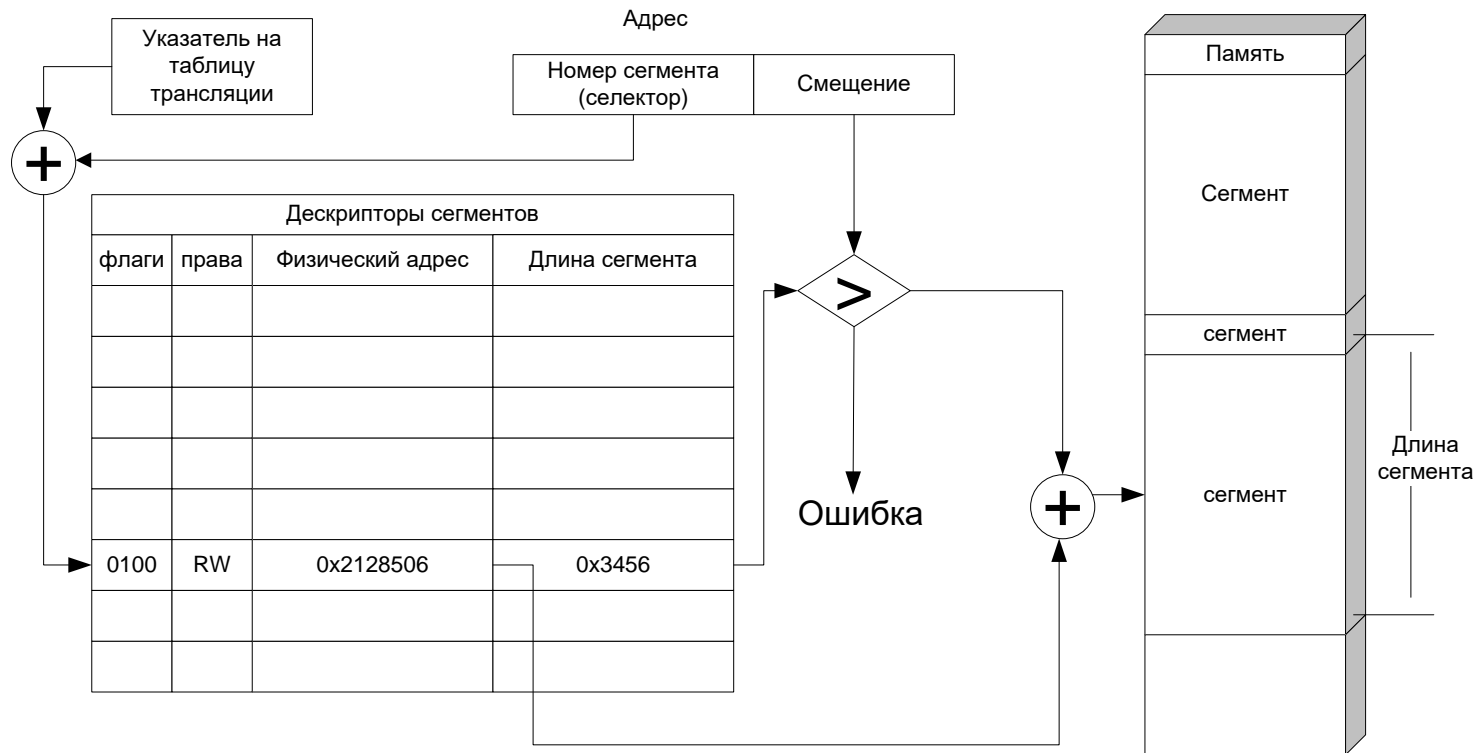 Адрес
Указатель на
таблицу
трансляции
Номер сегмента
(селектор)
Смещение
Память
+
Сегмент
Дескрипторы сегментов
флаги права Физический адрес Длина сегмента
>
сегмент
Длина
сегмента
сегмент
Ошибка
+
0100 RW 0x2128506 0x3456